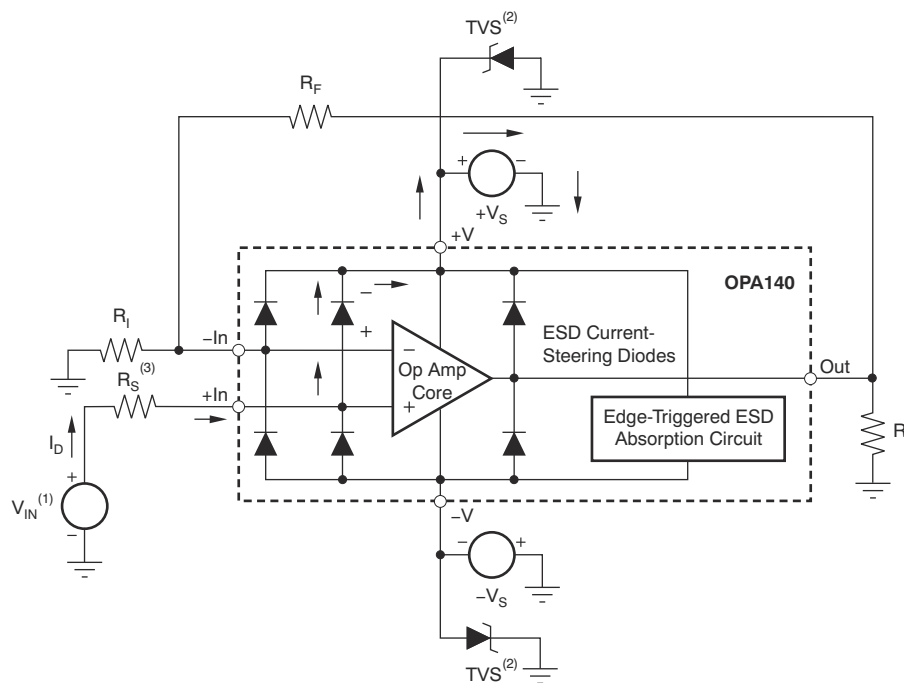 TVS(2)
RF
+ −
+VS
+V
OPA140
RI
−In
−
+
−
Op Amp
Core
+
ESD Current-
Steering Diodes
Out
RS(3)
+In
Edge-Triggered ESD
Absorption Circuit
R
ID
+
VIN(1)
−
−V
− +
−VS
TVS(2)